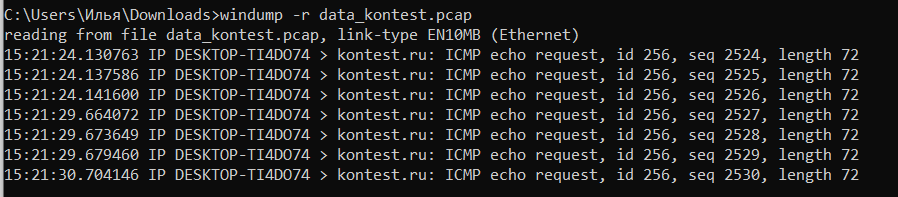 C:\Users\Илья\Downloads>windump -r data_kontest.pcap
reading from file data_kontest.pcap, link-type EN10MB (Ethernet)
15:21:24.130763 IP DESKTOP-TI4DO74 > kontest.ru: ICMP echo request, id 256, seq 2524, length 72
15:21:24.137586 IP DESKTOP-TI4DO74 > kontest.ru: ICMP echo request, id 256, seq 2525, length 72
15:21:24.141600 IP DESKTOP-TI4DO74 > kontest.ru: ICMP echo request, id 256, seq 2526, length 72
15:21:29.664072 IP DESKTOP-TI4DO74 > kontest.ru: ICMP echo request, id 256, seq 2527, length 72
15:21:29.673649 IP DESKTOP-TI4DO74 > kontest.ru: ICMP echo request, id 256, seq 2528, length 72
15:21:29.679460 IP DESKTOP-TI4DO74 > kontest.ru: ICMP echo request, id 256, seq 2529, length 72
15:21:30.704146 IP DESKTOP-TI4DO74 > kontest.ru: ICMP echo request, id 256, seq 2530, length 72